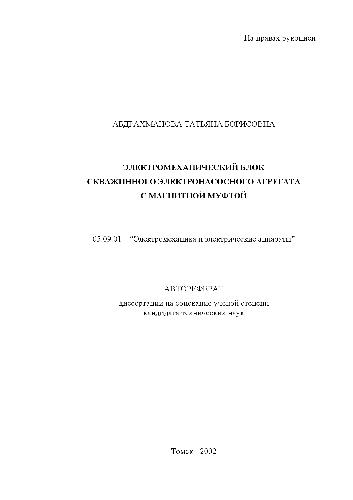 На правах рукописи
АБДРАХМАНОВА ТАТЬЯНА БОРИСОВНА
ЭЛЕКТРОМЕХАНИЧЕСКИЙ БЛОК
СКВАЖИННОГО ЭЛЕКТРОНАСОСНОГО АГРЕГАТА
С МАГНИТНОЙ МУФТОЙ
05.09.01 - "Электромеханика и электрические аппараты"
АВТОРЕФЕРАТ
диссертации на соискание ученой степени
кандидата технических наук
Томск - 2002